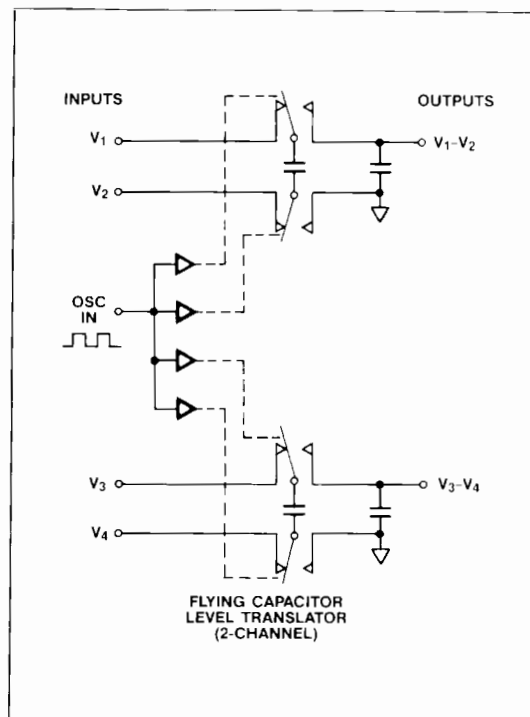 INPUTS
OUTPUTS
V1
V1-V2
V2
OSC
IN
V3
V3-V4
V4
FLYING CAPACITOR
LEVEL TRANSLATOR
(2-CHANNEL)